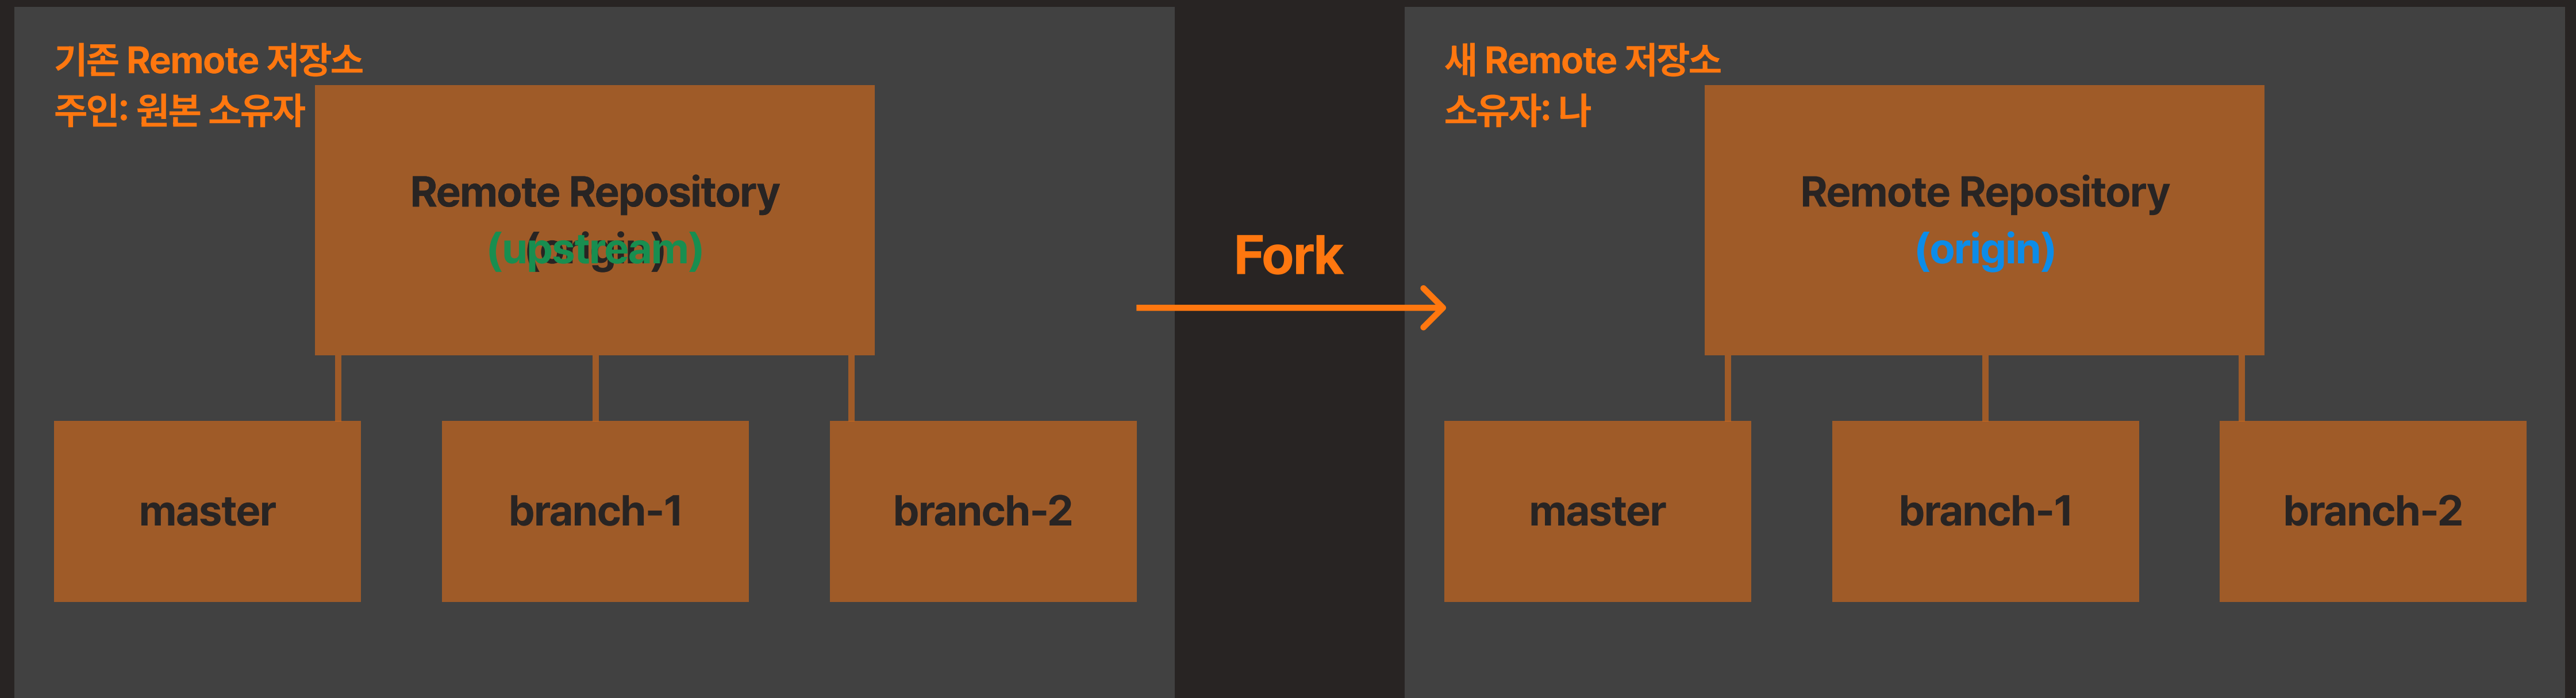 기존 Remote 저장소
주인: 원본 소유자
Remote Repository
(origin)
(upstream)
master
branch-1
branch-2
Fork
새 Remote 저장소
소유자: 나
Remote Repository
(origin)
master
branch-1
branch-2